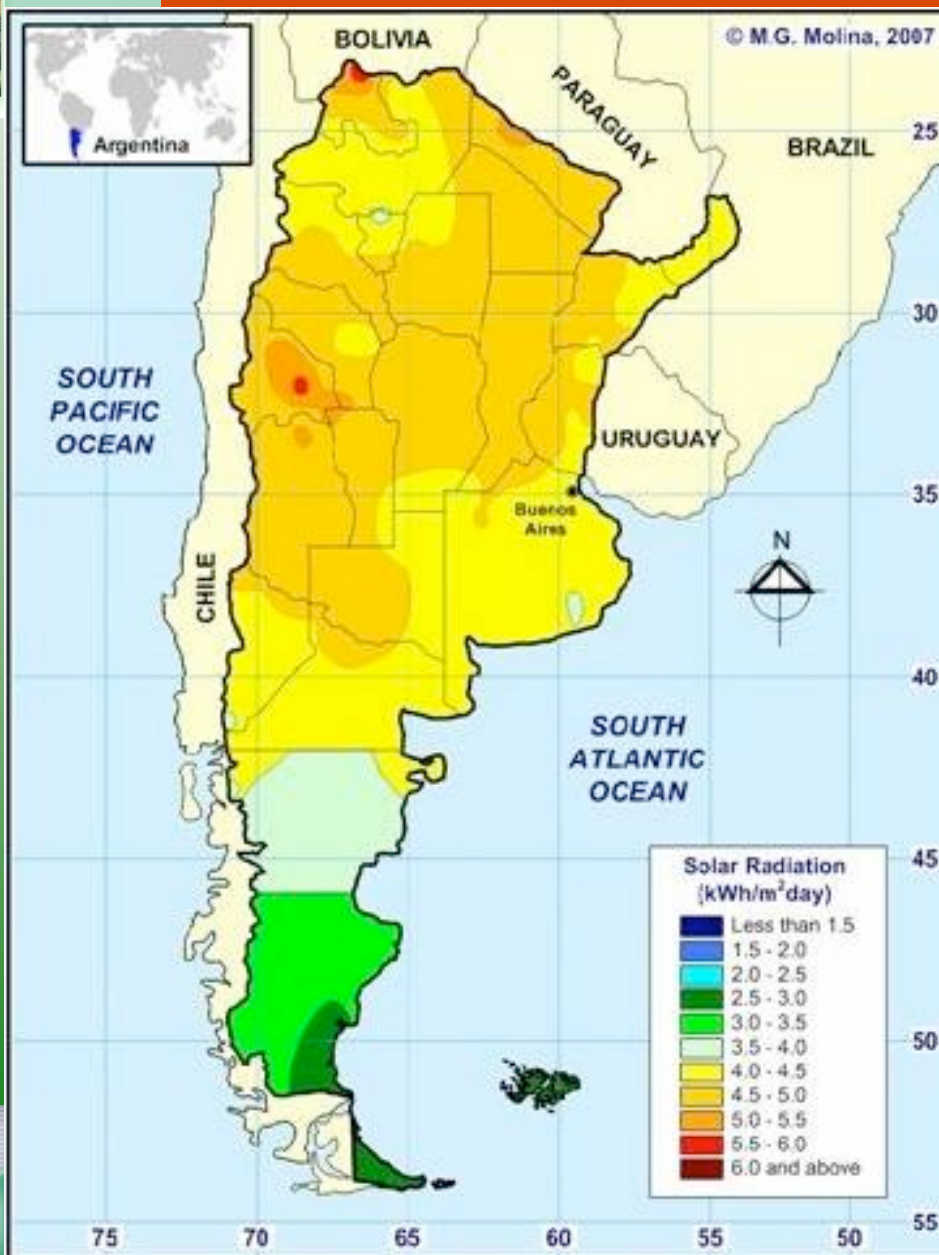 © M.G. Molina, 2007
BOLIVIA
PARAGUAY
BRAZIL
Argentina
25
30
SOUTH
PACIFIC
OCEAN
URUGUAY
35
Buenos
Aires
N
CHILE
40
SOUTH
ATLANTIC
OCEAN
45
Solar Radiation
(kWh/m²day)
Less than 1.5
1.5 - 2.0
2.0 - 2.5
2.5 - 3.0
3.0 - 3.5
3.5 - 4.0
4.0 - 4.5
4.5 - 5.0
5.0 - 5.5
5.5 - 6.0
6.0 and above
50
55
75
70
65
60
55
50